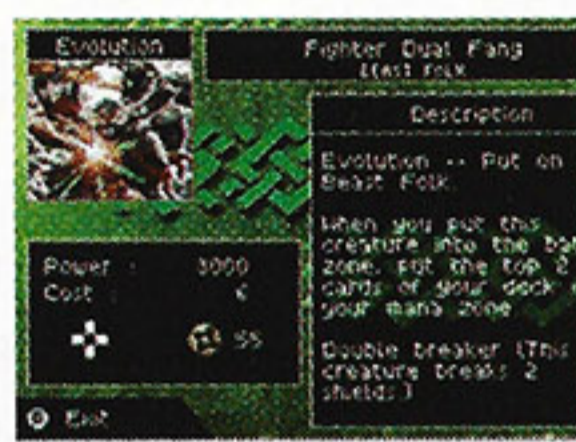 Evolution
Fighter Dual Fang
Beast Folk
Description
Evolution -- Put on
Beast Folk.
When you put this
creature into the bat
zone, put the top 2
cards of your deck
your mana zone
Double breaker (This
creature breaks 2
shields)
Power : 8000
Cost : 6
55
Exit